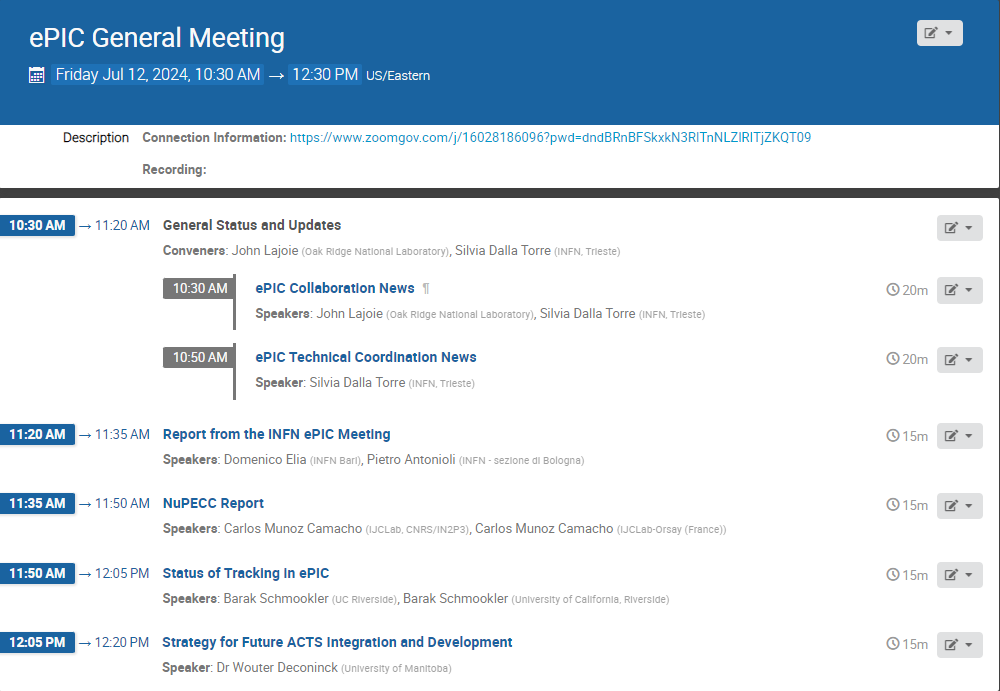 ePIC General Meeting
Friday Jul 12, 2024, 10:30 AM → 12:30 PM US/Eastern
Description Connection Information: https://www.zoomgov.com/j/16028186096?pwd=dndBRnBFSkxkN3RITnNLZlRITjZKQT09
Recording:
10:30 AM → 11:20 AM General Status and Updates
Conveners: John Lajoie (Oak Ridge National Laboratory), Silvia Dalla Torre (INFN, Trieste)
10:30 AM ePIC Collaboration News ¶ 20m
Speakers: John Lajoie (Oak Ridge National Laboratory), Silvia Dalla Torre (INFN, Trieste)
10:50 AM ePIC Technical Coordination News 20m
Speaker: Silvia Dalla Torre (INFN, Trieste)
11:20 AM → 11:35 AM Report from the INFN ePIC Meeting 15m
Speakers: Domenico Elia (INFN Bari), Pietro Antonioli (INFN - sezione di Bologna)
11:35 AM → 11:50 AM NuPECC Report 15m
Speakers: Carlos Munoz Camacho (IJCLab, CNRS/IN2P3), Carlos Munoz Camacho (IJCLab-Orsay (France))
11:50 AM → 12:05 PM Status of Tracking in ePIC 15m
Speakers: Barak Schmookler (UC Riverside), Barak Schmookler (University of California, Riverside)
12:05 PM → 12:20 PM Strategy for Future ACTS Integration and Development 15m
Speaker: Dr Wouter Deconinck (University of Manitoba)